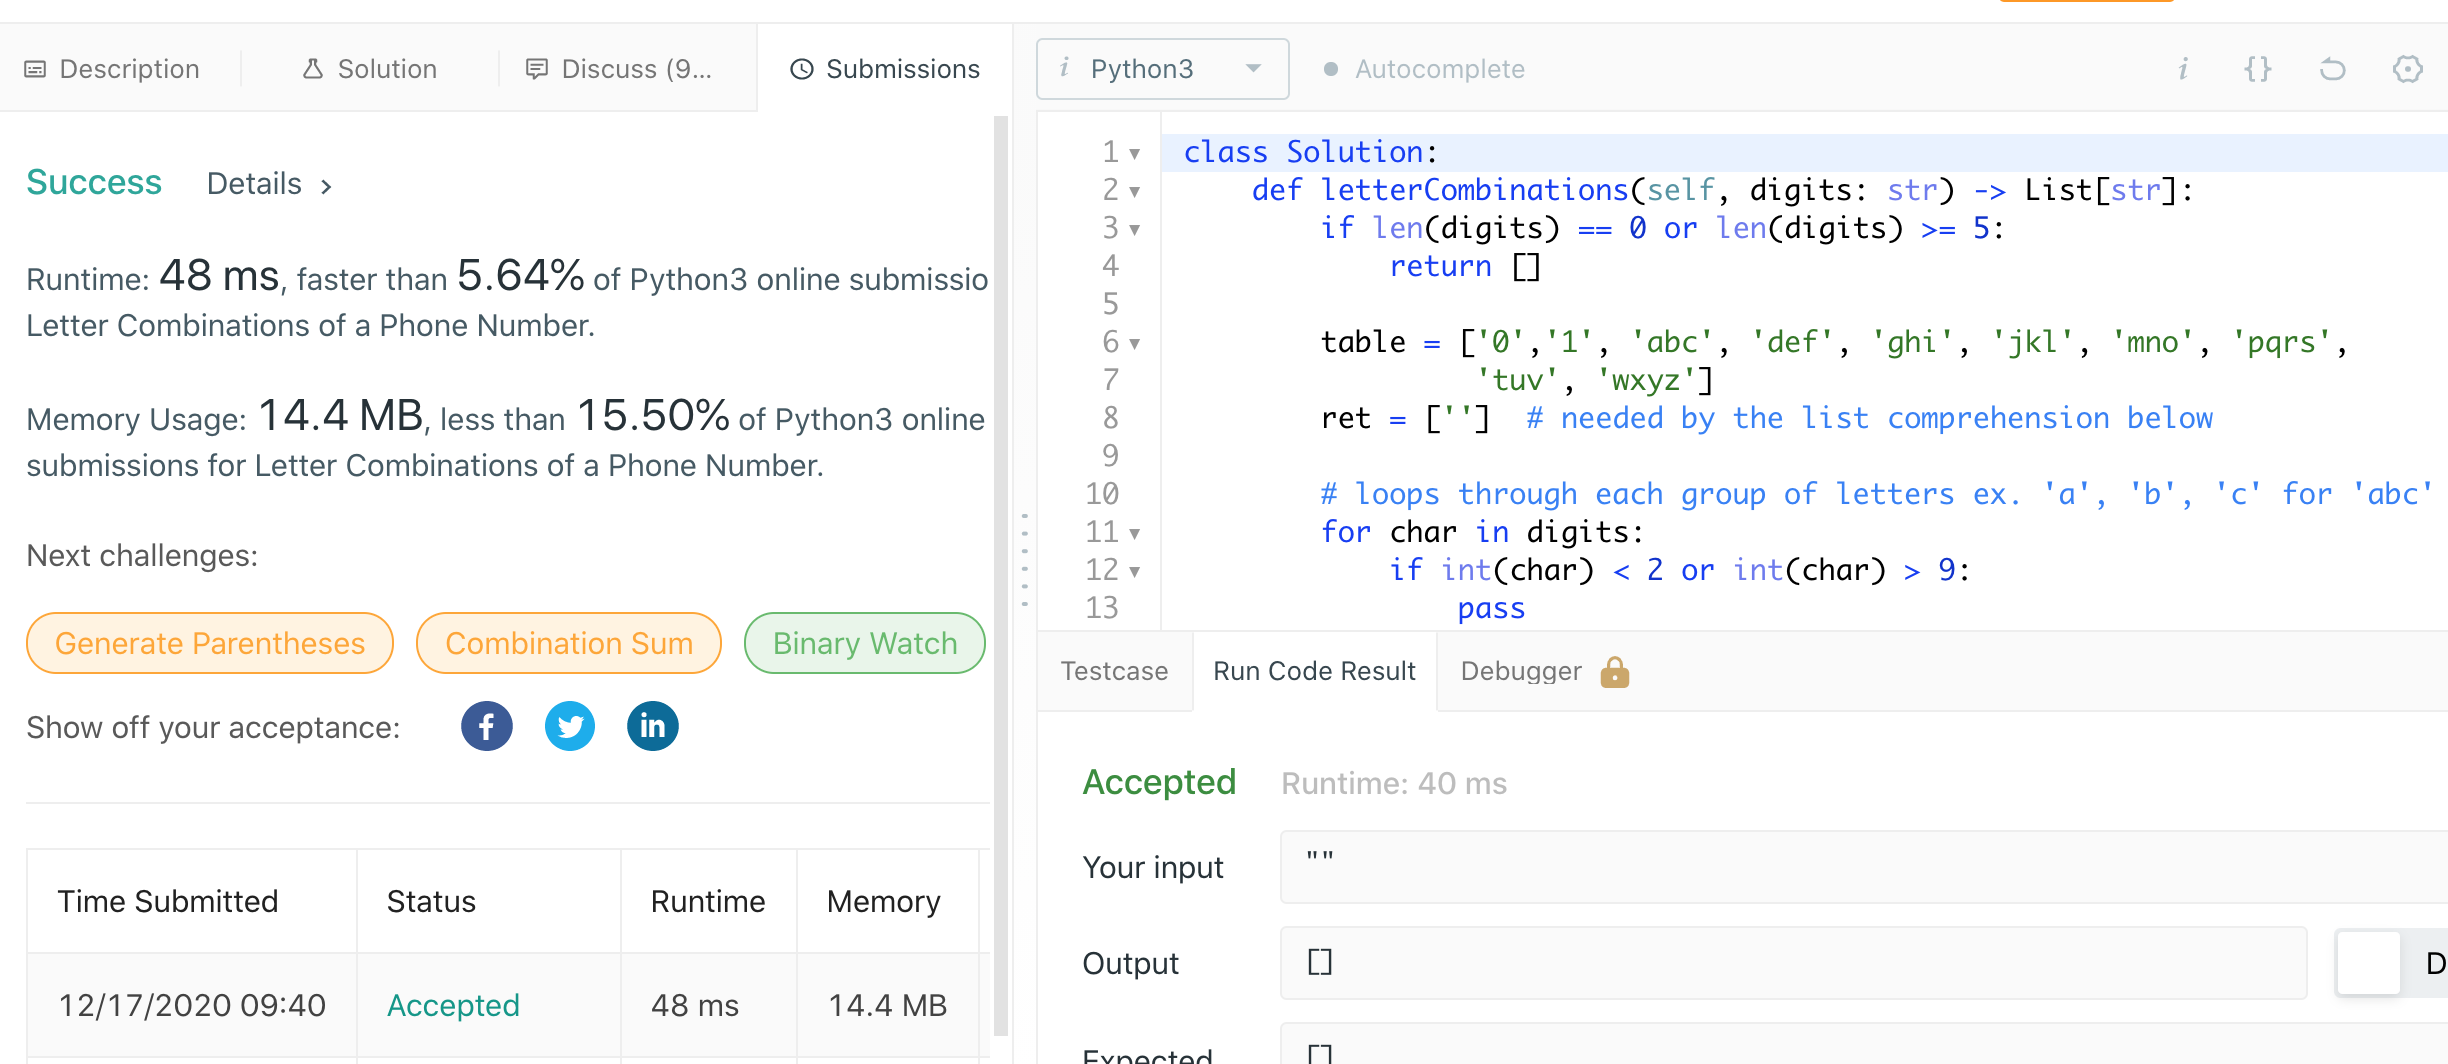 Description
Solution
Discuss (9...
Submissions
Success Details >
Runtime: 48 ms, faster than 5.64% of Python3 online submissio
Letter Combinations of a Phone Number.
Memory Usage: 14.4 MB, less than 15.50% of Python3 online
submissions for Letter Combinations of a Phone Number.
Next challenges:
Generate Parentheses
Combination Sum
Binary Watch
Show off your acceptance:
f
in
Time Submitted Status Runtime Memory
12/17/2020 09:40 Accepted 48 ms 14.4 MB
i Python3
Autocomplete
i {}
1 class Solution:
2 def letterCombinations(self, digits: str) -> List[str]:
3 if len(digits) == 0 or len(digits) >= 5:
4 return []
5
6 table = ['0','1', 'abc', 'def', 'ghi', 'jkl', 'mno', 'pqrs',
7 'tuv', 'wxyz']
8 ret = [''] # needed by the list comprehension below
9
10 # loops through each group of letters ex. 'a', 'b', 'c' for 'abc'
11 for char in digits:
12 if int(char) < 2 or int(char) > 9:
13 pass
Testcase
Run Code Result
Debugger
Accepted Runtime: 40 ms
Your input ""
Output []
D
Expected []